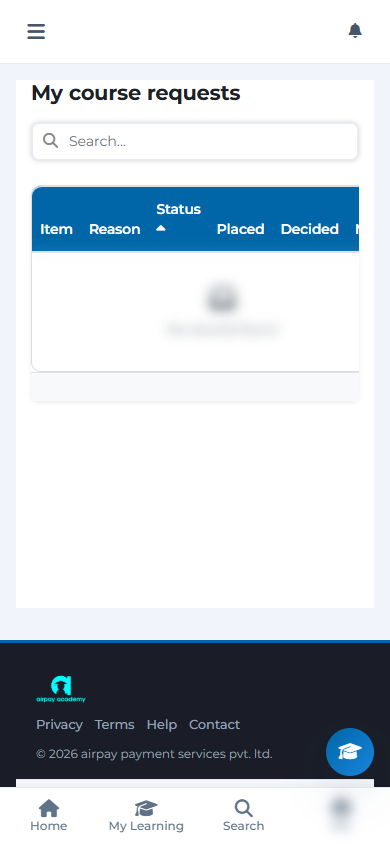 My course requests
Search...
Item Reason Status Placed Decided
airpay academy
Privacy Terms Help Contact
© 2026 airpay payment services pvt. ltd.
Home My Learning Search